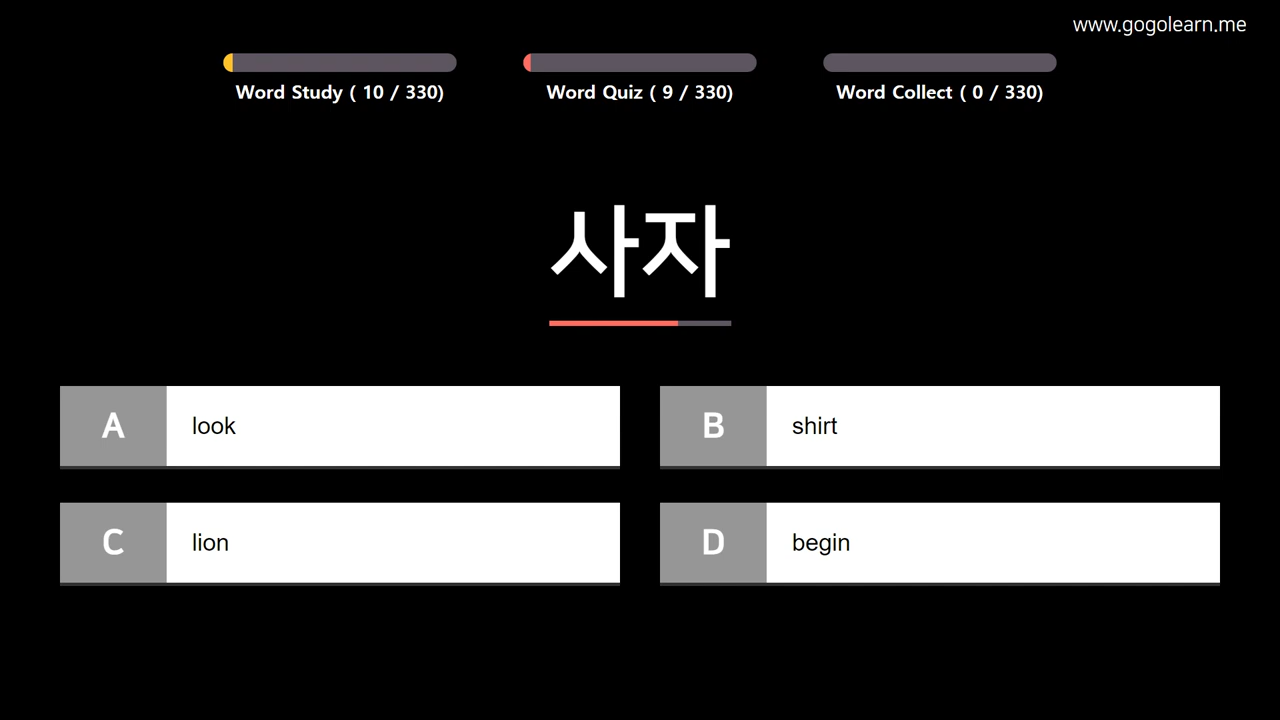 www.gogolearn.me
Word Study ( 10 / 330)
Word Quiz ( 9 / 330)
Word Collect ( 0 / 330)
사자
A look
B shirt
C lion
D begin